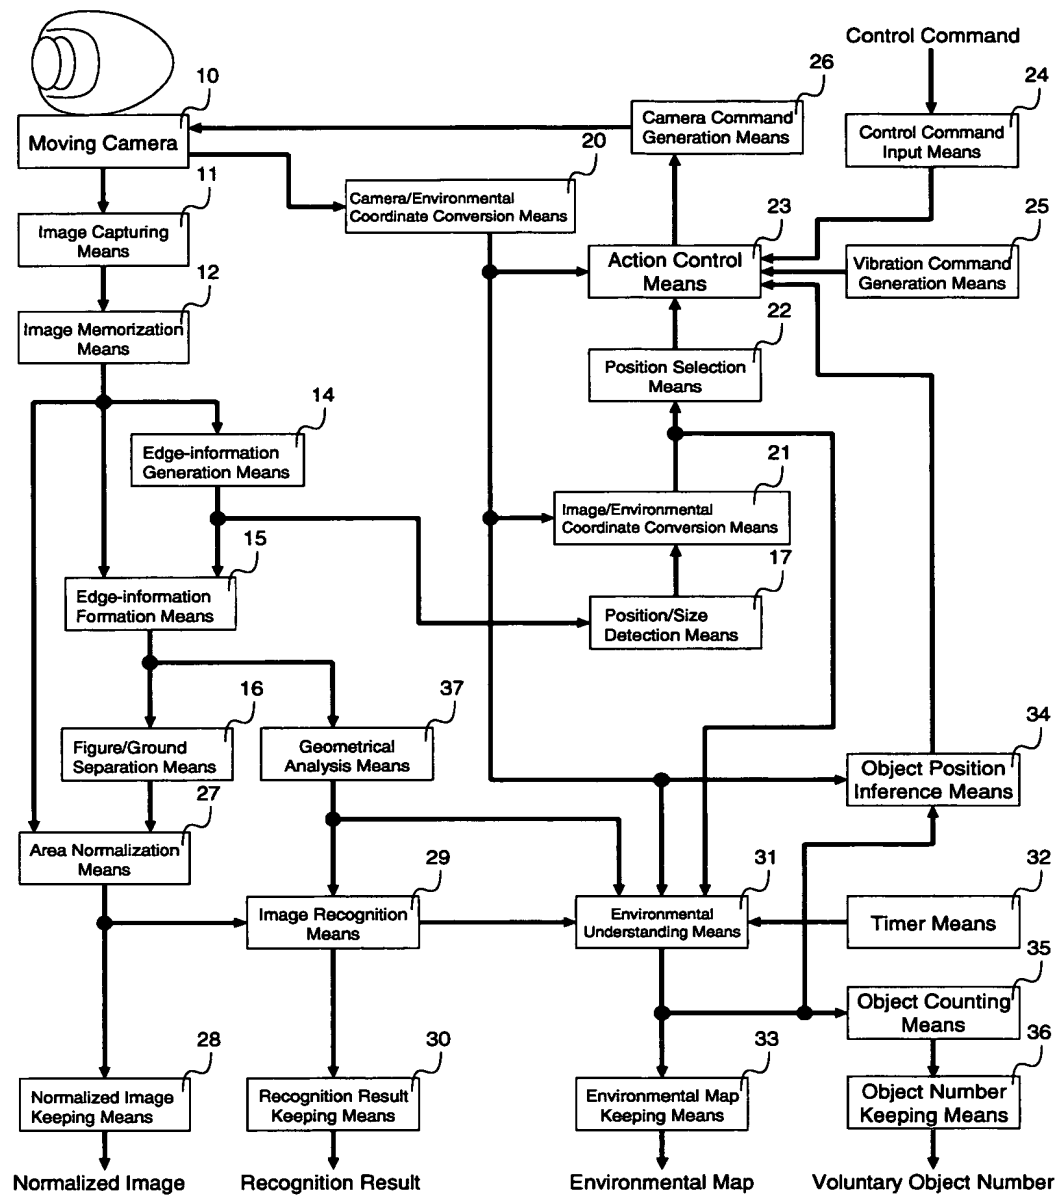 Control Command
26
10
24
Camera Command
Generation Means
Moving Camera
Control Command
Input Means
20
11
Camera/Environmental
Coordinate Conversion Means
23
25
Image Capturing
Means
Action Control
Means
Vibration Command
Generation Means
12
22
Image Memorization
Means
Position Selection
Means
14
Edge-information
Generation Means
21
Image/Environmental
Coordinate Conversion Means
15
17
Edge-information
Formation Means
Position/Size
Detection Means
16
37
34
Figure/Ground
Separation Means
Geometrical
Analysis Means
Object Position
Inference Means
27
Area Normalization
Means
29
31
32
Image Recognition
Means
Environmental
Understanding Means
Timer Means
35
Object Counting
Means
28
30
33
36
Normalized Image
Keeping Means
Recognition Result
Keeping Means
Environmental Map
Keeping Means
Object Number
Keeping Means
Normalized Image
Recognition Result
Environmental Map
Voluntary Object Number